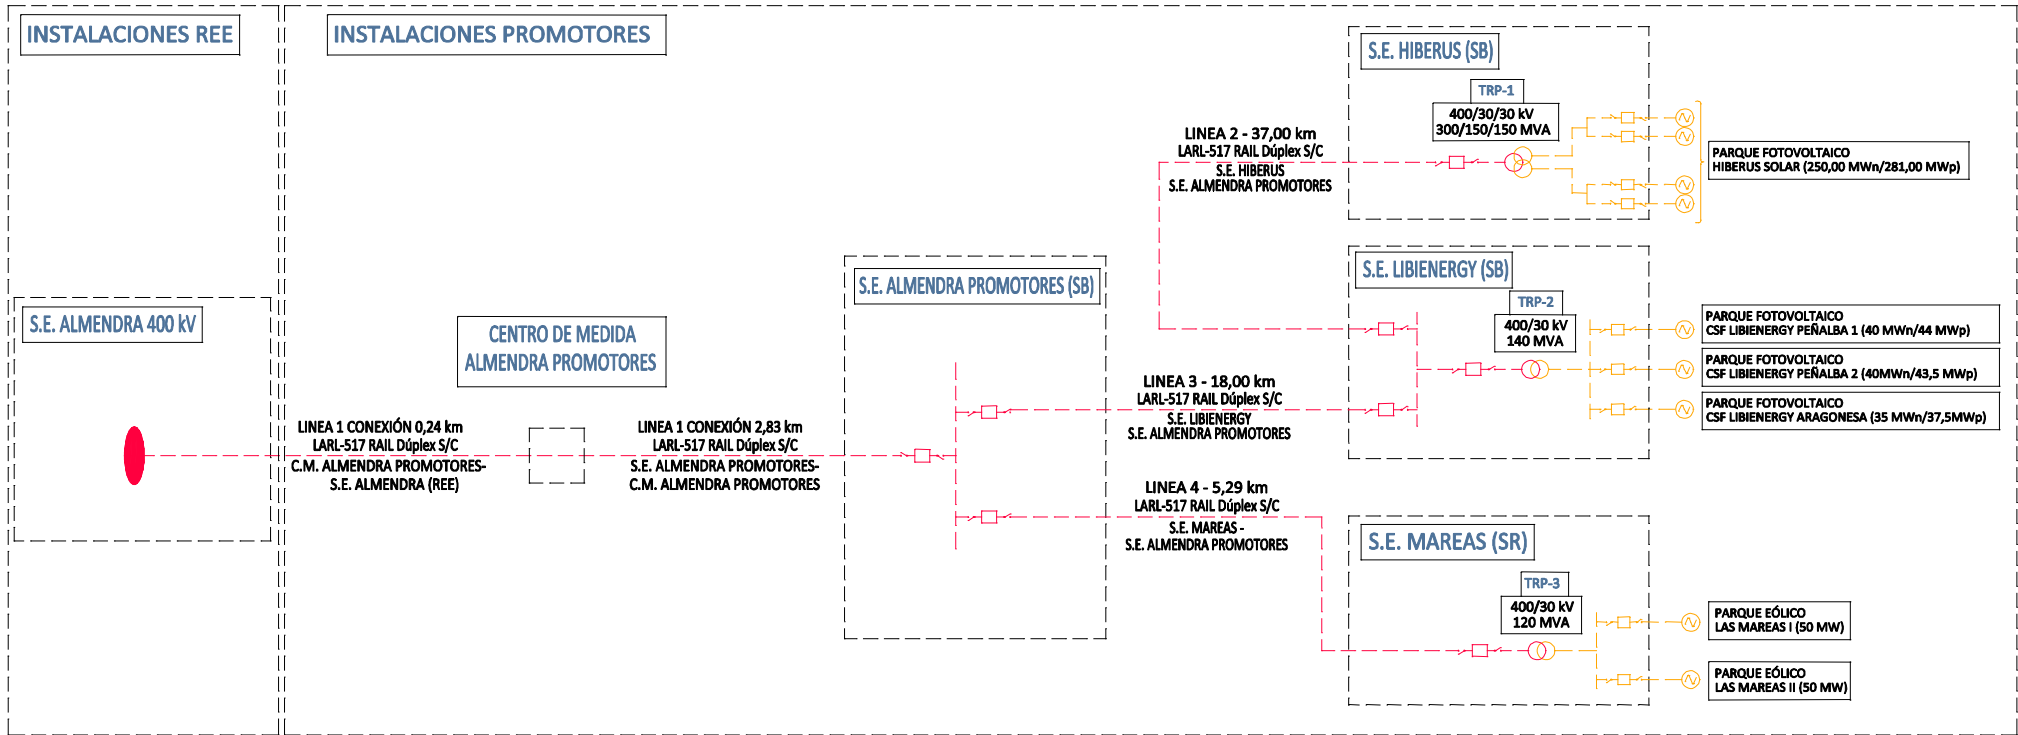 INSTALACIONES REE
INSTALACIONES PROMOTORES
S.E. ALMENDRA 400 kV
CENTRO DE MEDIDA
ALMENDRA PROMOTORES
LINEA 1 CONEXIÓN 0,24 km
LARL-517 RAIL Dúplex S/C
C.M. ALMENDRA PROMOTORES-
S.E. ALMENDRA (REE)
LINEA 1 CONEXIÓN 2,83 km
LARL-517 RAIL Dúplex S/C
S.E. ALMENDRA PROMOTORES-
C.M. ALMENDRA PROMOTORES
S.E. ALMENDRA PROMOTORES (SB)
LINEA 2 - 37,00 km
LARL-517 RAIL Dúplex S/C
S.E. HIBERUS
S.E. ALMENDRA PROMOTORES
LINEA 3 - 18,00 km
LARL-517 RAIL Dúplex S/C
S.E. LIBIENERGY
S.E. ALMENDRA PROMOTORES
LINEA 4 - 5,29 km
LARL-517 RAIL Dúplex S/C
S.E. MAREAS -
S.E. ALMENDRA PROMOTORES
S.E. HIBERUS (SB)
TRP-1
400/30/30 kV
300/150/150 MVA
PARQUE FOTOVOLTAICO
HIBERUS SOLAR (250,00 MWn/281,00 MWp)
S.E. LIBIENERGY (SB)
TRP-2
400/30 kV
140 MVA
PARQUE FOTOVOLTAICO
CSF LIBIENERGY PEÑALBA 1 (40 MWn/44 MWp)
PARQUE FOTOVOLTAICO
CSF LIBIENERGY PEÑALBA 2 (40MWn/43,5 MWp)
PARQUE FOTOVOLTAICO
CSF LIBIENERGY ARAGONESA (35 MWn/37,5MWp)
S.E. MAREAS (SR)
TRP-3
400/30 kV
120 MVA
PARQUE EÓLICO
LAS MAREAS I (50 MW)
PARQUE EÓLICO
LAS MAREAS II (50 MW)